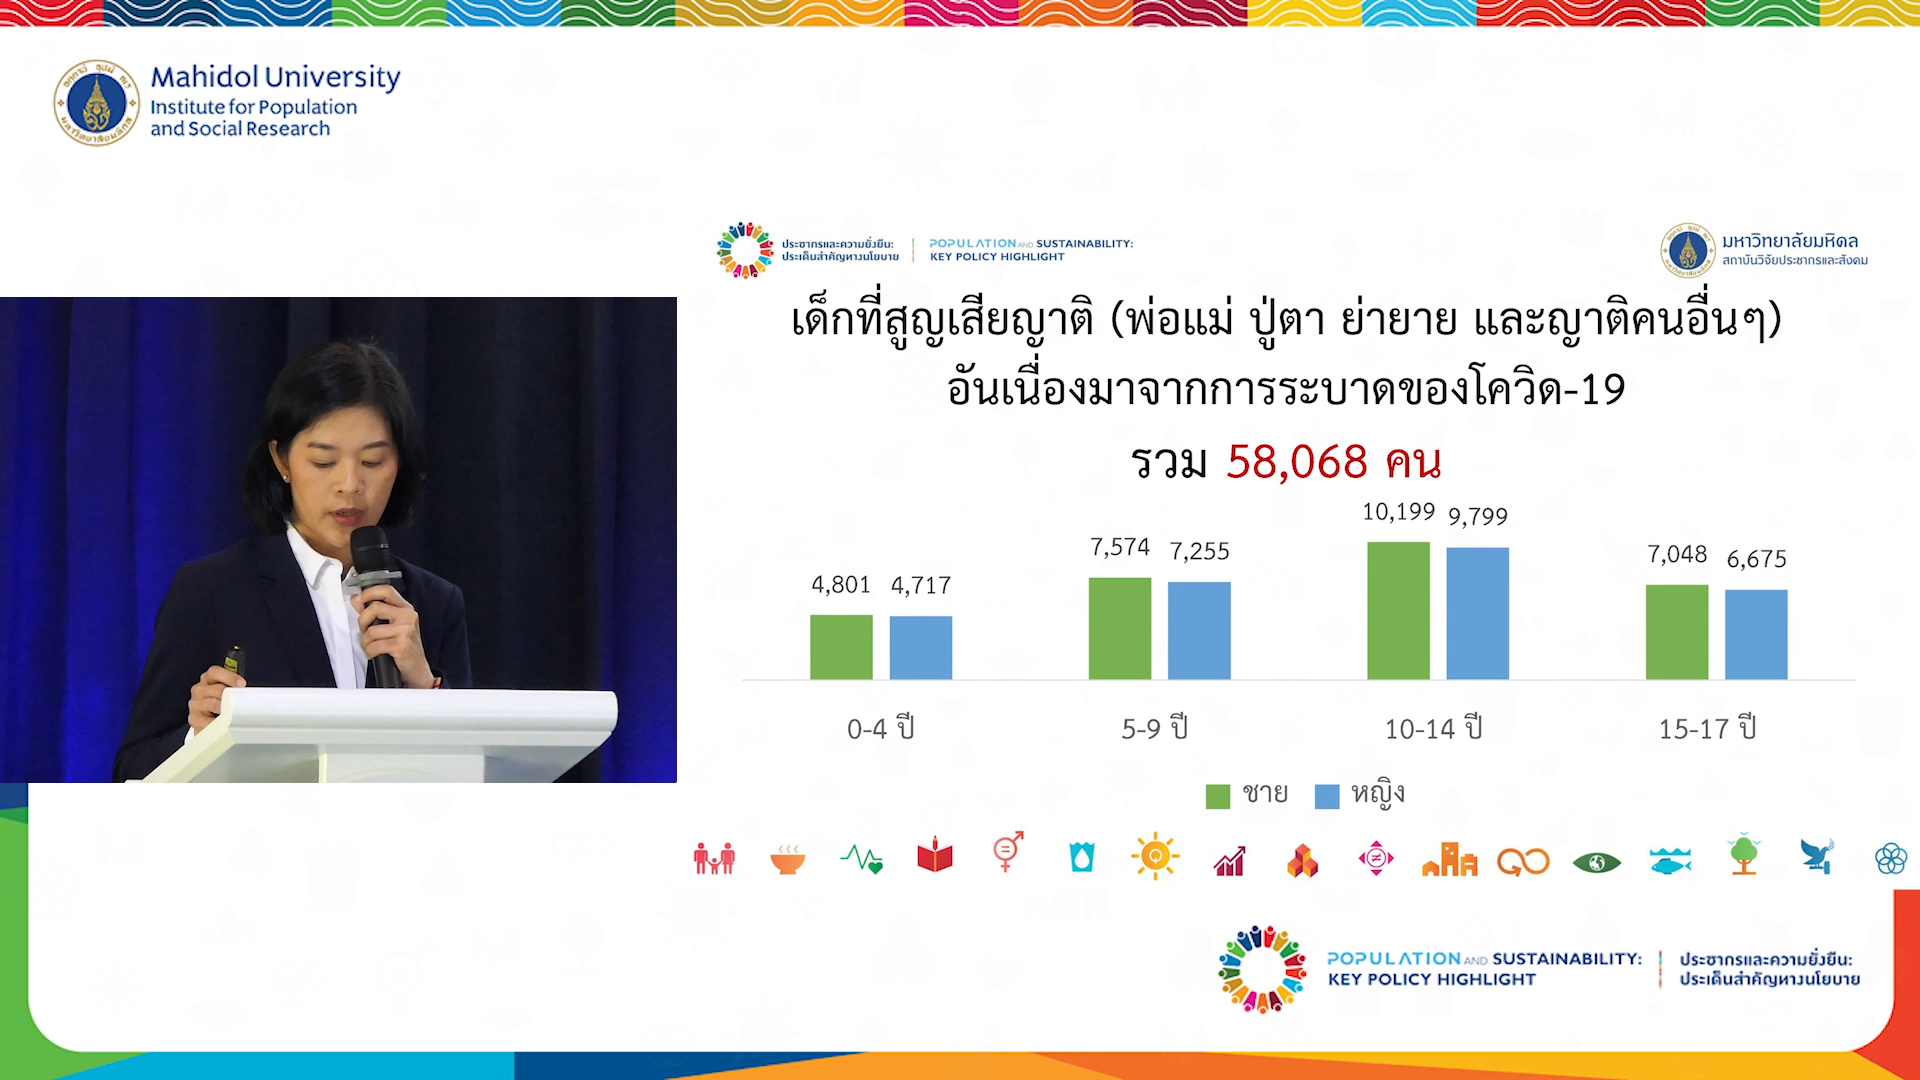 Mahidol University
Institute for Population
and Social Research
ประชากรและความยั่งยืน:
ประเด็นสำคัญทางนโยบาย
POPULATION AND SUSTAINABILITY:
KEY POLICY HIGHLIGHT
มหาวิทยาลัยมหิดล
สถาบันวิจัยประชากรและสังคม
เด็กที่สูญเสียญาติ (พ่อแม่ ปู่ตา ย่ายาย และญาติคนอื่นๆ)
อันเนื่องมาจากการระบาดของโควิด-19
รวม 58,068 คน
4,801 4,717 7,574 7,255 10,199 9,799 7,048 6,675
0-4 ปี 5-9 ปี 10-14 ปี 15-17 ปี
ชาย หญิง
POPULATION AND SUSTAINABILITY:
KEY POLICY HIGHLIGHT
ประชากรและความยั่งยืน:
ประเด็นสำคัญทางนโยบาย